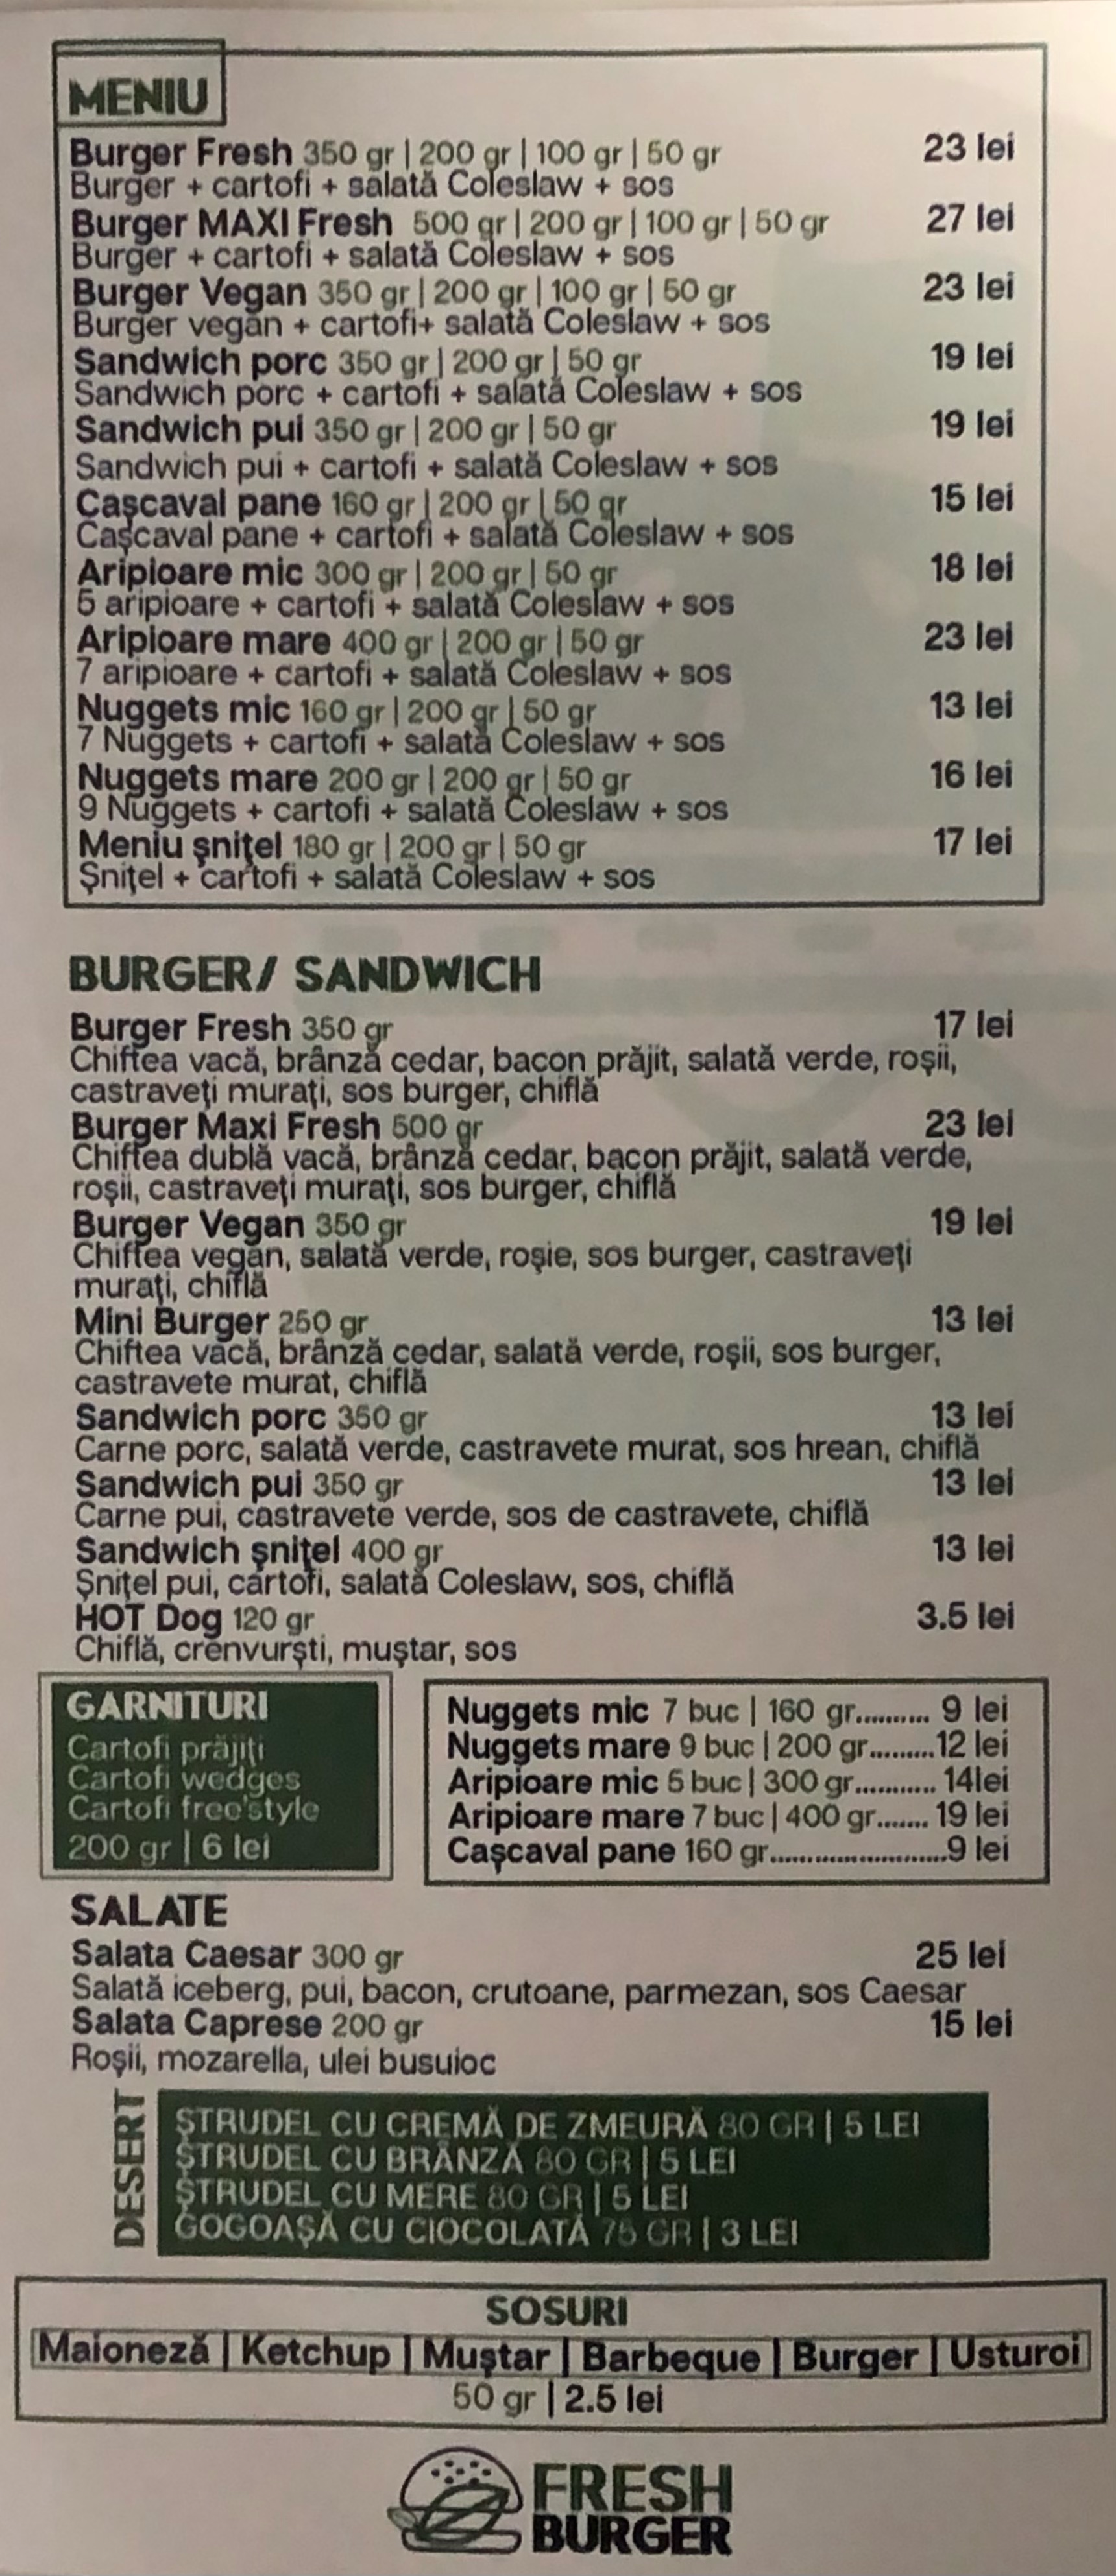 MENIU
Burger Fresh 350 gr | 200 gr | 100 gr | 50 gr 23 lei
Burger + cartofi + salată Coleslaw + sos
Burger MAXI Fresh 500 gr | 200 gr | 100 gr | 50 gr 27 lei
Burger + cartofi + salată Coleslaw + sos
Burger Vegan 350 gr | 200 gr | 100 gr | 50 gr 23 lei
Burger vegan + cartofi+ salată Coleslaw + sos
Sandwich porc 350 gr | 200 gr | 50 gr 19 lei
Sandwich porc + cartofi + salată Coleslaw + sos
Sandwich pui 350 gr | 200 gr | 50 gr 19 lei
Sandwich pui + cartofi + salată Coleslaw + sos
Cașcaval pane 160 gr | 200 gr | 50 gr 15 lei
Cașcaval pane + cartofi + salată Coleslaw + sos
Aripioare mic 300 gr | 200 gr | 50 gr 18 lei
5 aripioare + cartofi + salată Coleslaw + sos
Aripioare mare 400 gr | 200 gr | 50 gr 23 lei
7 aripioare + cartofi + salată Coleslaw + sos
Nuggets mic 160 gr | 200 gr | 50 gr 13 lei
7 Nuggets + cartofi + salată Coleslaw + sos
Nuggets mare 200 gr | 200 gr | 50 gr 16 lei
9 Nuggets + cartofi + salată Coleslaw + sos
Meniu șnițel 180 gr | 200 gr | 50 gr 17 lei
Șnițel + cartofi + salată Coleslaw + sos
BURGER/ SANDWICH
Burger Fresh 350 gr 17 lei
Chiftea vacă, brânză cedar, bacon prăjit, salată verde, roșii,
castraveți murați, sos burger, chiflă
Burger Maxi Fresh 500 gr 23 lei
Chiftea dublă vacă, brânză cedar, bacon prăjit, salată verde,
roșii, castraveți murați, sos burger, chiflă
Burger Vegan 350 gr 19 lei
Chiftea vegan, salată verde, roșie, sos burger, castraveți
murați, chiflă
Mini Burger 250 gr 13 lei
Chiftea vacă, brânză cedar, salată verde, roșii, sos burger,
castravete murat, chiflă
Sandwich porc 350 gr 13 lei
Carne porc, salată verde, castravete murat, sos hrean, chiflă
Sandwich pui 350 gr 13 lei
Carne pui, castravete verde, sos de castravete, chiflă
Sandwich șnițel 400 gr 13 lei
Șnițel pui, cartofi, salată Coleslaw, sos, chiflă
HOT Dog 120 gr 3.5 lei
Chiflă, crenvurști, muștar, sos
GARNITURI
Cartofi prăjiți
Cartofi wedges
Cartofi free'style
200 gr | 6 lei
Nuggets mic 7 buc | 160 gr.......... 9 lei
Nuggets mare 9 buc | 200 gr.........12 lei
Aripioare mic 5 buc | 300 gr........... 14lei
Aripioare mare 7 buc | 400 gr....... 19 lei
Cașcaval pane 160 gr.........................9 lei
SALATE
Salata Caesar 300 gr 25 lei
Salată iceberg, pui, bacon, crutoane, parmezan, sos Caesar
Salata Caprese 200 gr 15 lei
Roșii, mozarella, ulei busuioc
DESERT
ȘTRUDEL CU CREMĂ DE ZMEURĂ 80 GR | 5 LEI
ȘTRUDEL CU BRÂNZĂ 80 GR | 5 LEI
ȘTRUDEL CU MERE 80 GR | 5 LEI
GOGOAȘĂ CU CIOCOLATĂ 75 GR | 3 LEI
SOSURI
Maioneză | Ketchup | Muștar | Barbeque | Burger | Usturoi
50 gr | 2.5 lei
FRESH
BURGER